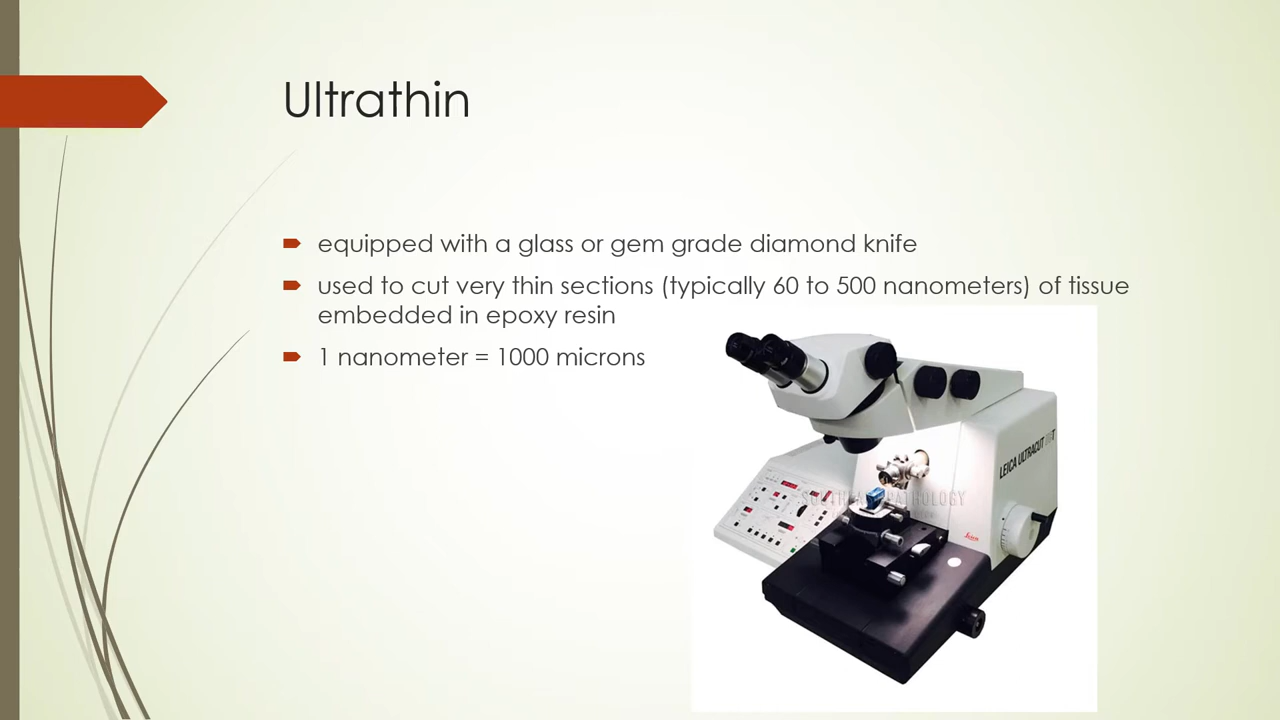 Ultrathin
equipped with a glass or gem grade diamond knife
used to cut very thin sections (typically 60 to 500 nanometers) of tissue
embedded in epoxy resin
1 nanometer = 1000 microns
LEICA ULTRACUT
Leica
PATHOLOGY